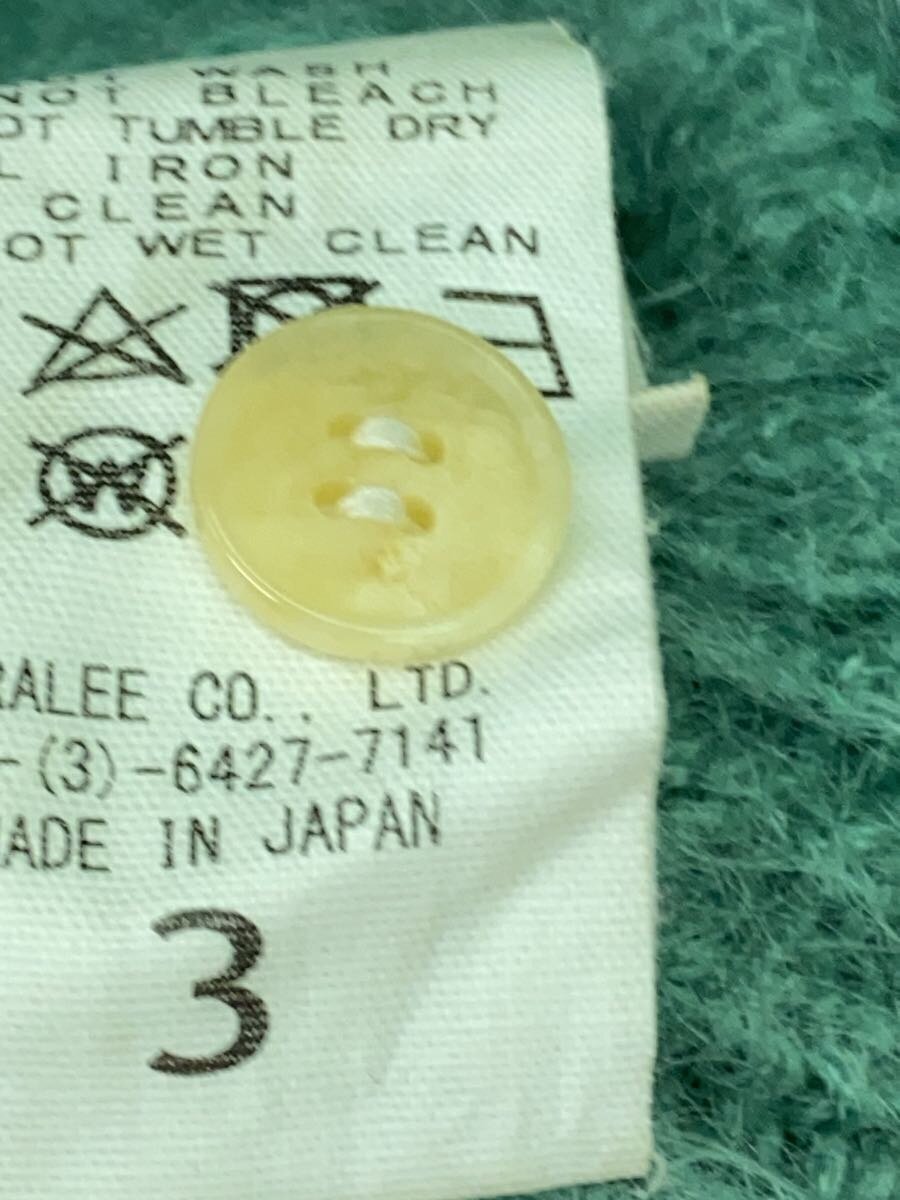 WASH
NOT BLEACH
OT TUMBLE DRY
L IRON
CLEAN
OT WET CLEAN
W
RALEE CO., LTD.
-(3)-6427-7141
MADE IN JAPAN
3